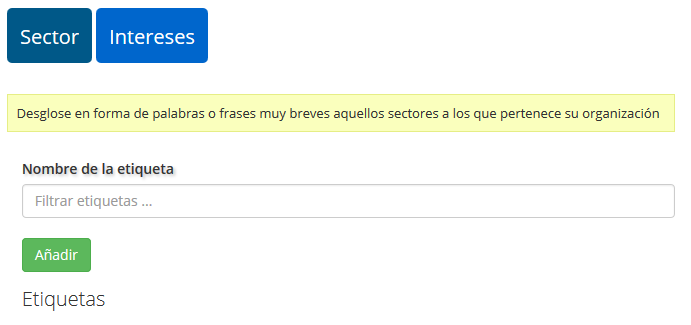 Sector Intereses
Desglose en forma de palabras o frases muy breves aquellos sectores a los que pertenece su organización
Nombre de la etiqueta
Filtrar etiquetas ...
Añadir
Etiquetas